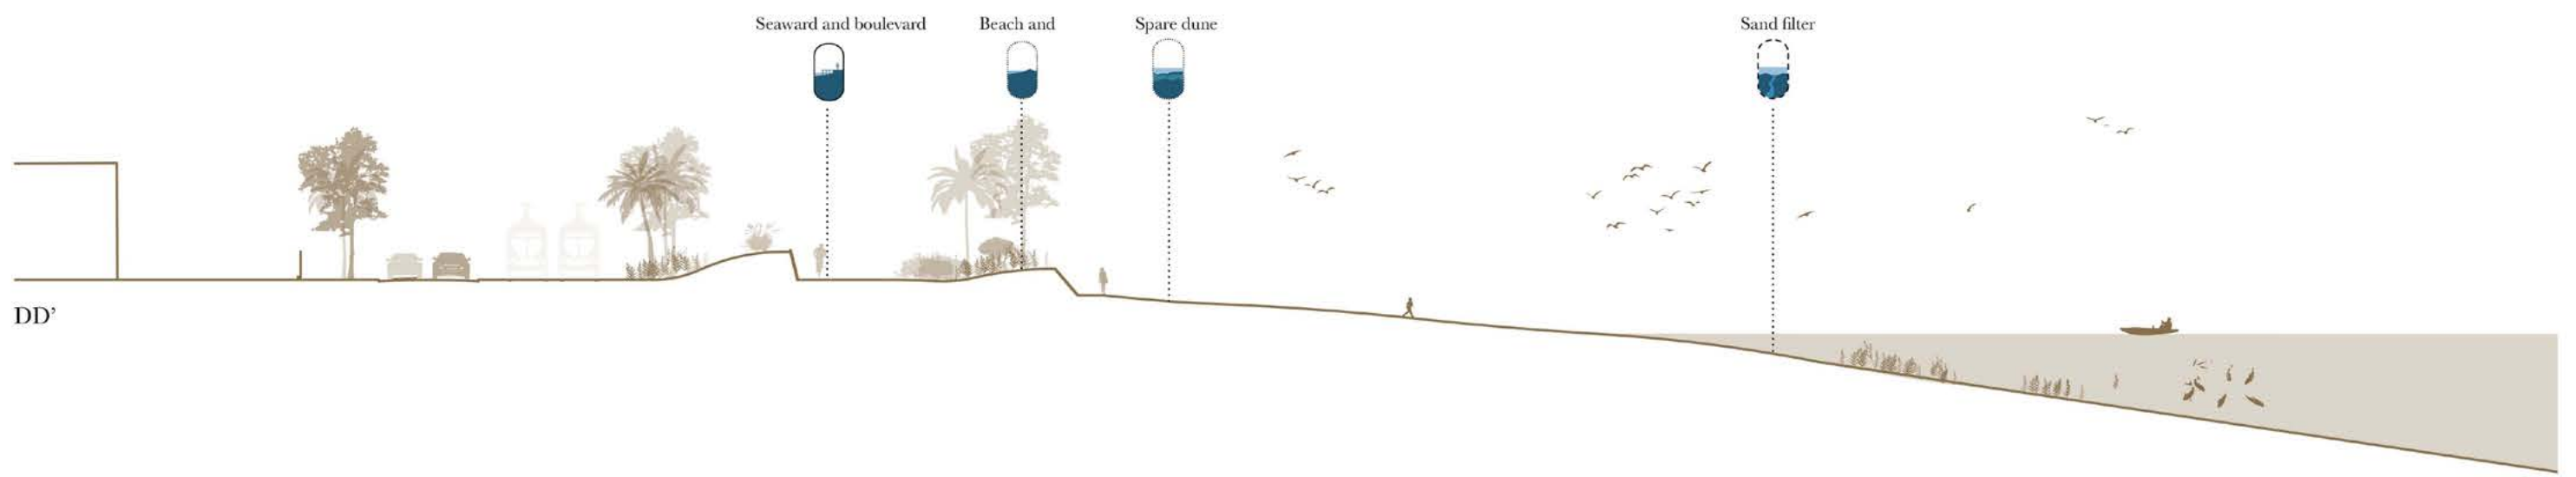 Seaward and boulevard
Beach and
Spare dune
Sand filter
DD’